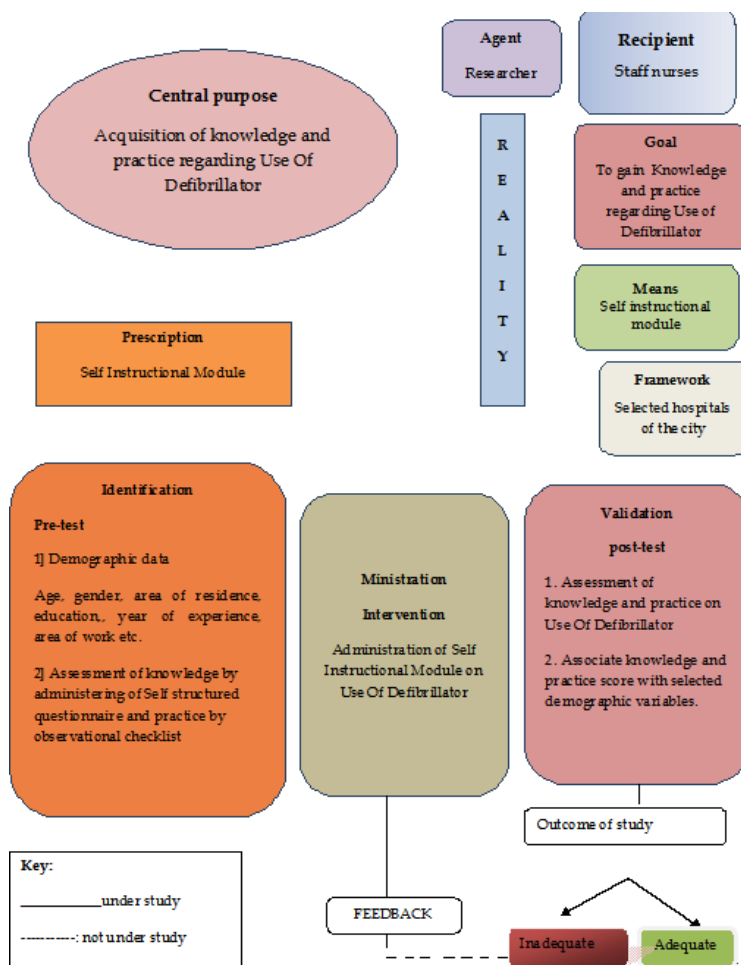 Central purpose
Acquisition of knowledge and
practice regarding Use Of
Defibrillator
Agent
Researcher
Recipient
Staff nurses
R
E
A
L
I
T
Y
Goal
To gain Knowledge
and practice
regarding Use of
Defibrillator
Means
Self instructional
module
Framework
Selected hospitals
of the city
Prescription
Self Instructional Module
Identification
Pre-test
1] Demographic data
Age, gender, area of residence,
education,, year of experience,
area of work etc.
2] Assessment of knowledge by
administering of Self structured
questionnaire and practice by
observational checklist
Ministration
Intervention
Administration of Self
Instructional Module on
Use Of Defibrillator
Validation
post-test
1. Assessment of
knowledge and practice on
Use Of Defibrillator
2. Associate knowledge and
practice score with selected
demographic variables.
Outcome of study
Key:
__________under study
-----------: not under study
FEEDBACK
Inadequate
Adequate